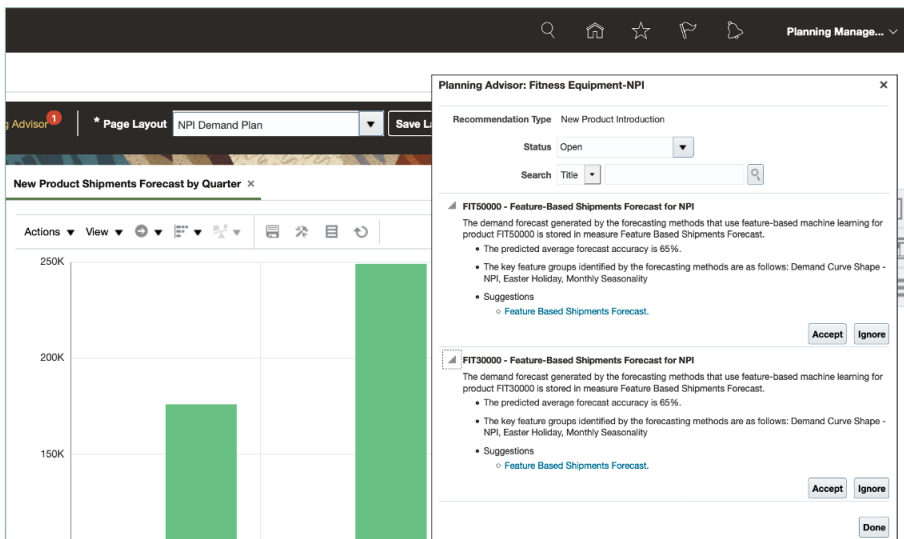 Planning Manage...
g Advisor 1
* Page Layout NPI Demand Plan
Save L
New Product Shipments Forecast by Quarter ×
Actions View
250K
200K
150K
Planning Advisor: Fitness Equipment-NPI ×
Recommendation Type New Product Introduction
Status Open
Search Title
FIT50000 - Feature-Based Shipments Forecast for NPI
The demand forecast generated by the forecasting methods that use feature-based machine learning for
product FIT50000 is stored in measure Feature Based Shipments Forecast.
• The predicted average forecast accuracy is 65%.
• The key feature groups identified by the forecasting methods are as follows: Demand Curve Shape -
NPI, Easter Holiday, Monthly Seasonality
• Suggestions
○ Feature Based Shipments Forecast.
Accept Ignore
FIT30000 - Feature-Based Shipments Forecast for NPI
The demand forecast generated by the forecasting methods that use feature-based machine learning for
product FIT30000 is stored in measure Feature Based Shipments Forecast.
• The predicted average forecast accuracy is 65%.
• The key feature groups identified by the forecasting methods are as follows: Demand Curve Shape -
NPI, Easter Holiday, Monthly Seasonality
• Suggestions
○ Feature Based Shipments Forecast.
Accept Ignore
Done